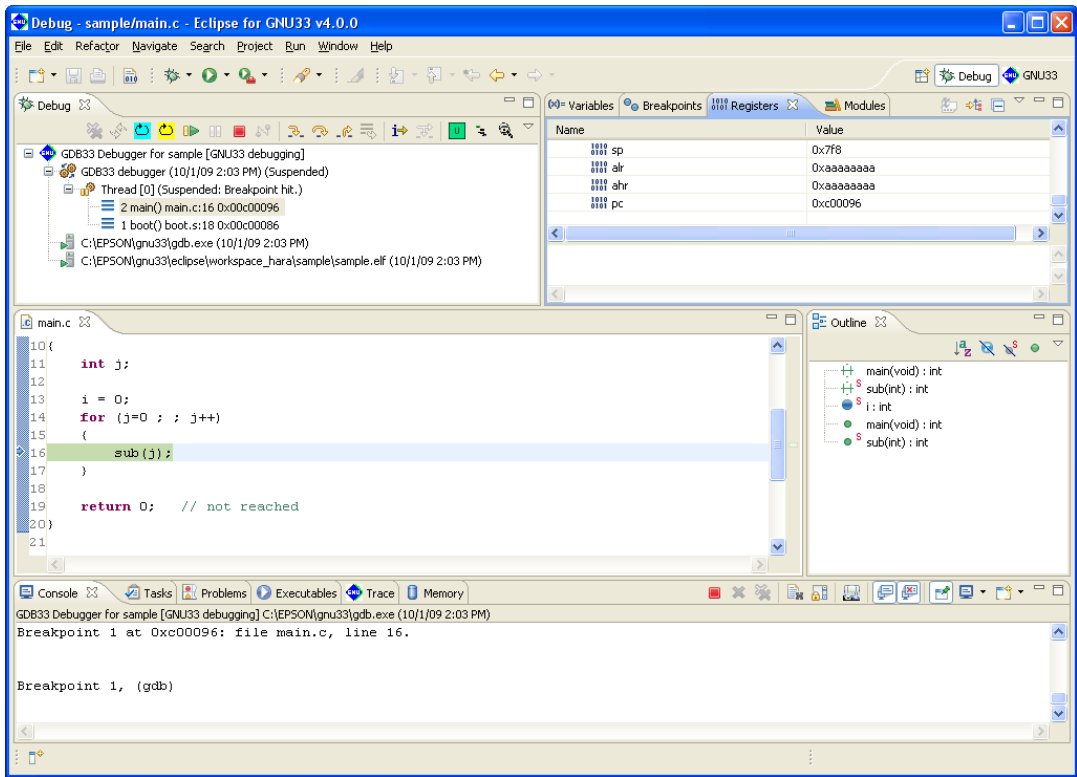 Debug - sample/main.c - Eclipse for GNU33 v4.0.0
File Edit Refactor Navigate Search Project Run Window Help
Debug GNU33
Debug
(x)= Variables Breakpoints Registers Modules
GDB33 Debugger for sample [GNU33 debugging]
GDB33 debugger (10/1/09 2:03 PM) (Suspended)
Thread [0] (Suspended: Breakpoint hit.)
2 main() main.c:16 0x00c00096
1 boot() boot.s:18 0x00c00086
C:\EPSON\gnu33\gdb.exe (10/1/09 2:03 PM)
C:\EPSON\gnu33\eclipse\workspace_hara\sample\sample.elf (10/1/09 2:03 PM)
Name Value
sp 0x7f8
alr 0xaaaaaaaa
ahr 0xaaaaaaaa
pc 0xc00096
main.c
10 {
11 int j;
12
13 i = 0;
14 for (j=0 ; ; j++)
15 {
16 sub(j);
17 }
18
19 return 0; // not reached
20 }
21
Outline
main(void) : int
S sub(int) : int
S i : int
main(void) : int
S sub(int) : int
Console Tasks Problems Executables Trace Memory
GDB33 Debugger for sample [GNU33 debugging] C:\EPSON\gnu33\gdb.exe (10/1/09 2:03 PM)
Breakpoint 1 at 0xc00096: file main.c, line 16.
Breakpoint 1, (gdb)